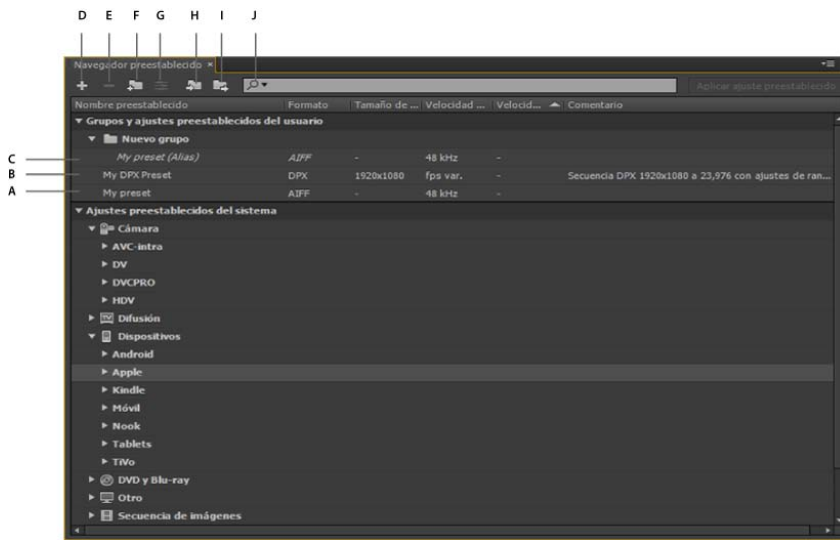 D E F G H I J
Navegador preestablecido ×
Aplicar ajuste preestablecido
Nombre preestablecido Formato Tamaño de ... Velocidad ... Velocid... Comentario
Grupos y ajustes preestablecidos del usuario
Nuevo grupo
C My preset (Alias) AIFF - 48 kHz -
B My DPX Preset DPX 1920x1080 fps var. - Secuencia DPX 1920x1080 a 23,976 con ajustes de ran...
A My preset AIFF - 48 kHz -
Ajustes preestablecidos del sistema
Cámara
AVC-intra
DV
DVCPRO
HDV
Difusión
Dispositivos
Android
Apple
Kindle
Móvil
Nook
Tablets
TiVo
DVD y Blu-ray
Otro
Secuencia de imágenes